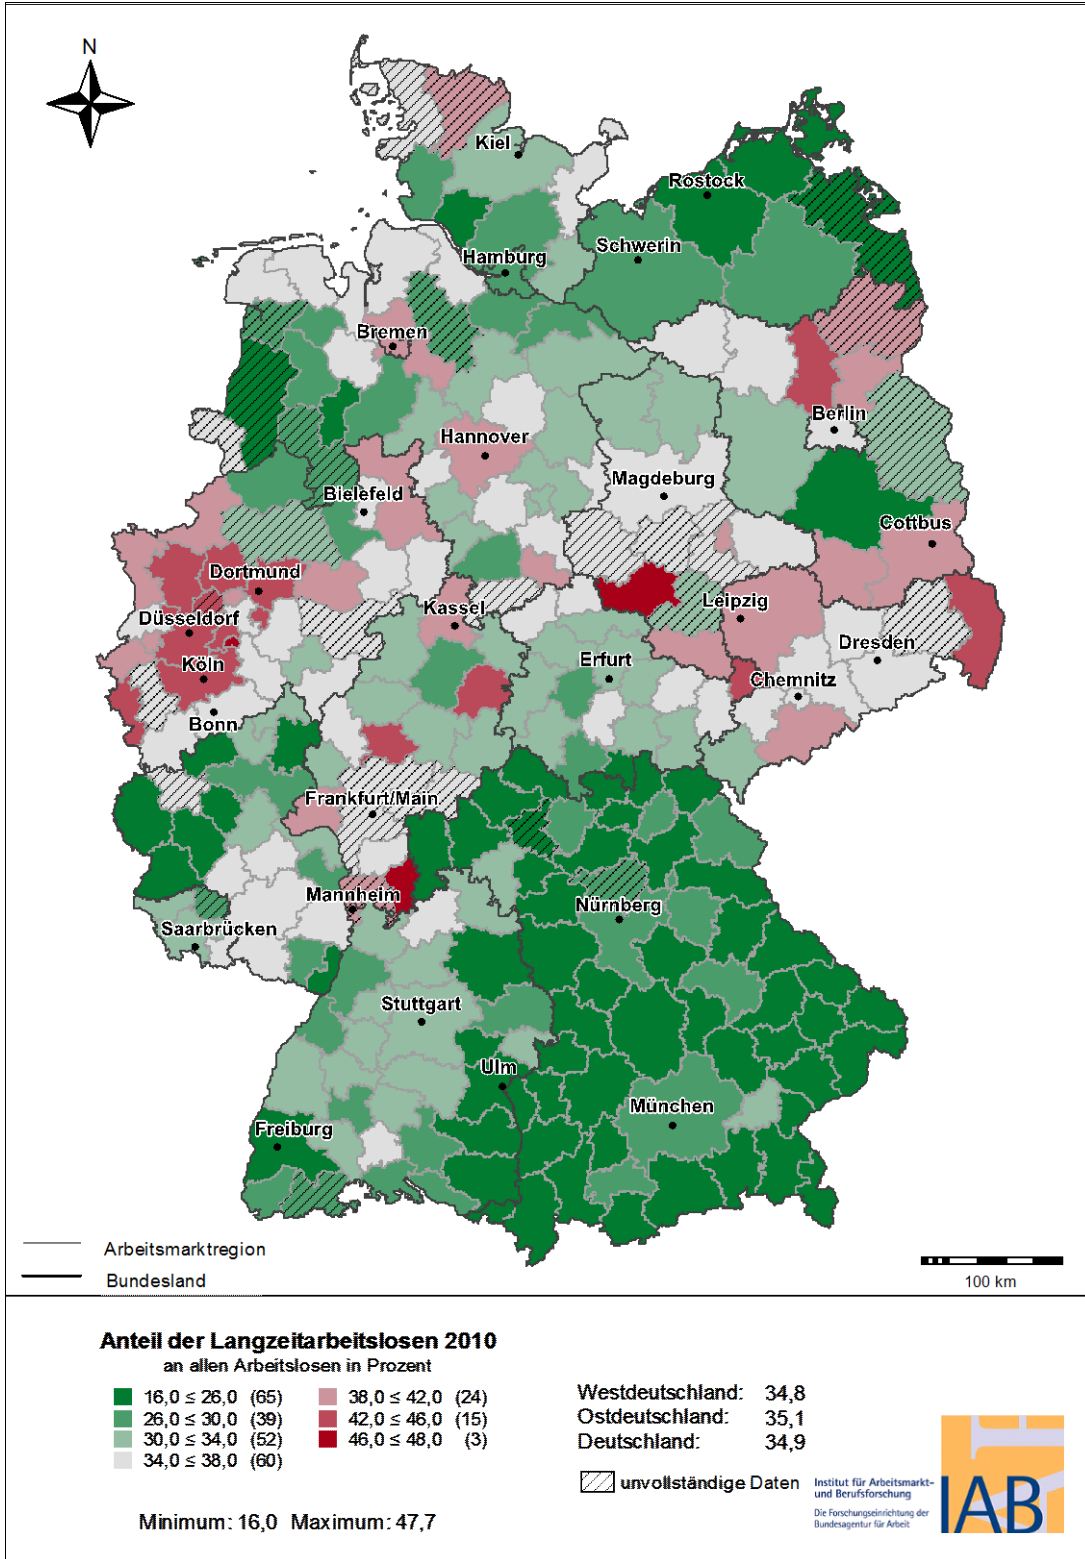 N
Kiel
Rostock
Schwerin
Hamburg
Bremen
Berlin
Hannover
Magdeburg
Bielefeld
Cottbus
Dortmund
Leipzig
Kassel
Düsseldorf
Dresden
Köln
Erfurt
Chemnitz
Bonn
Frankfurt/Main
Mannheim
Nürnberg
Saarbrücken
Stuttgart
Ulm
München
Freiburg
Arbeitsmarktregion
Bundesland
100 km
Anteil der Langzeitarbeitslosen 2010
an allen Arbeitslosen in Prozent
16,0 ≤ 26,0 (65)
26,0 ≤ 30,0 (39)
30,0 ≤ 34,0 (52)
34,0 ≤ 38,0 (60)
38,0 ≤ 42,0 (24)
42,0 ≤ 46,0 (15)
46,0 ≤ 48,0 (3)
Minimum: 16,0 Maximum: 47,7
Westdeutschland: 34,8
Ostdeutschland: 35,1
Deutschland: 34,9
unvollständige Daten
Institut für Arbeitsmarkt-
und Berufsforschung
Die Forschungseinrichtung der
Bundesagentur für Arbeit
IAB